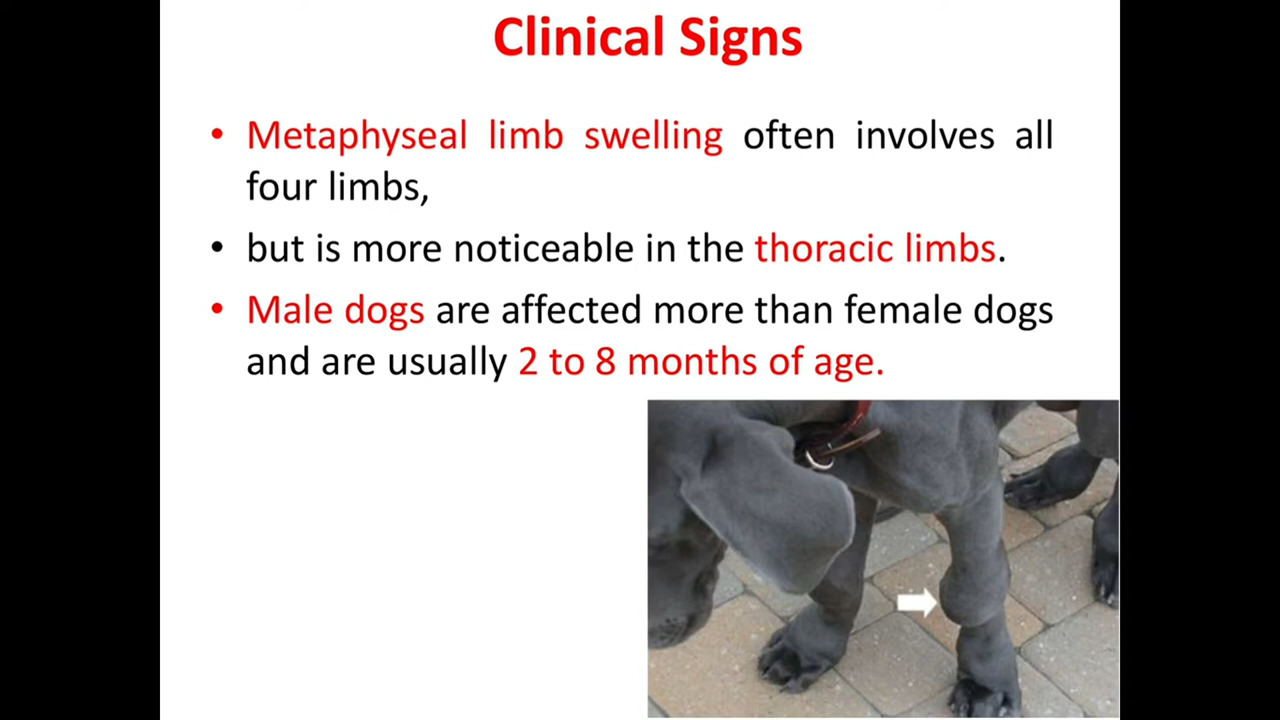 Clinical Signs
• Metaphyseal limb swelling often involves all
four limbs,
• but is more noticeable in the thoracic limbs.
• Male dogs are affected more than female dogs
and are usually 2 to 8 months of age.